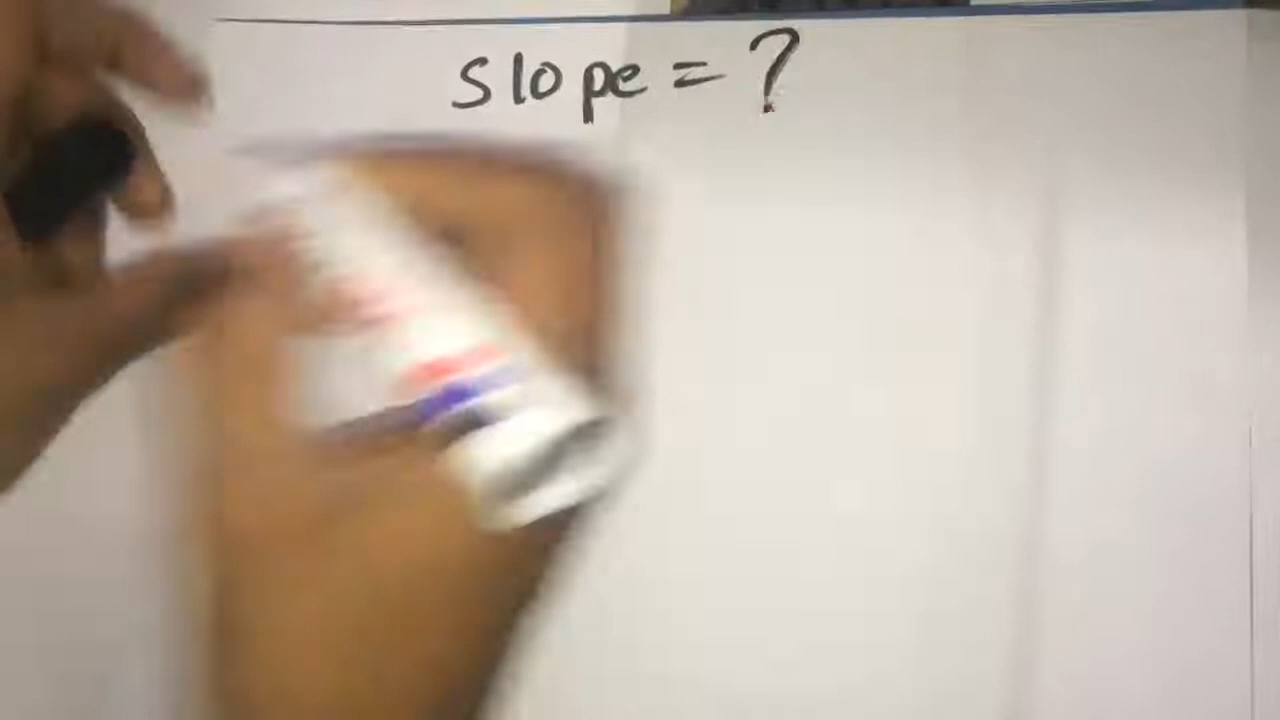 slope = ?